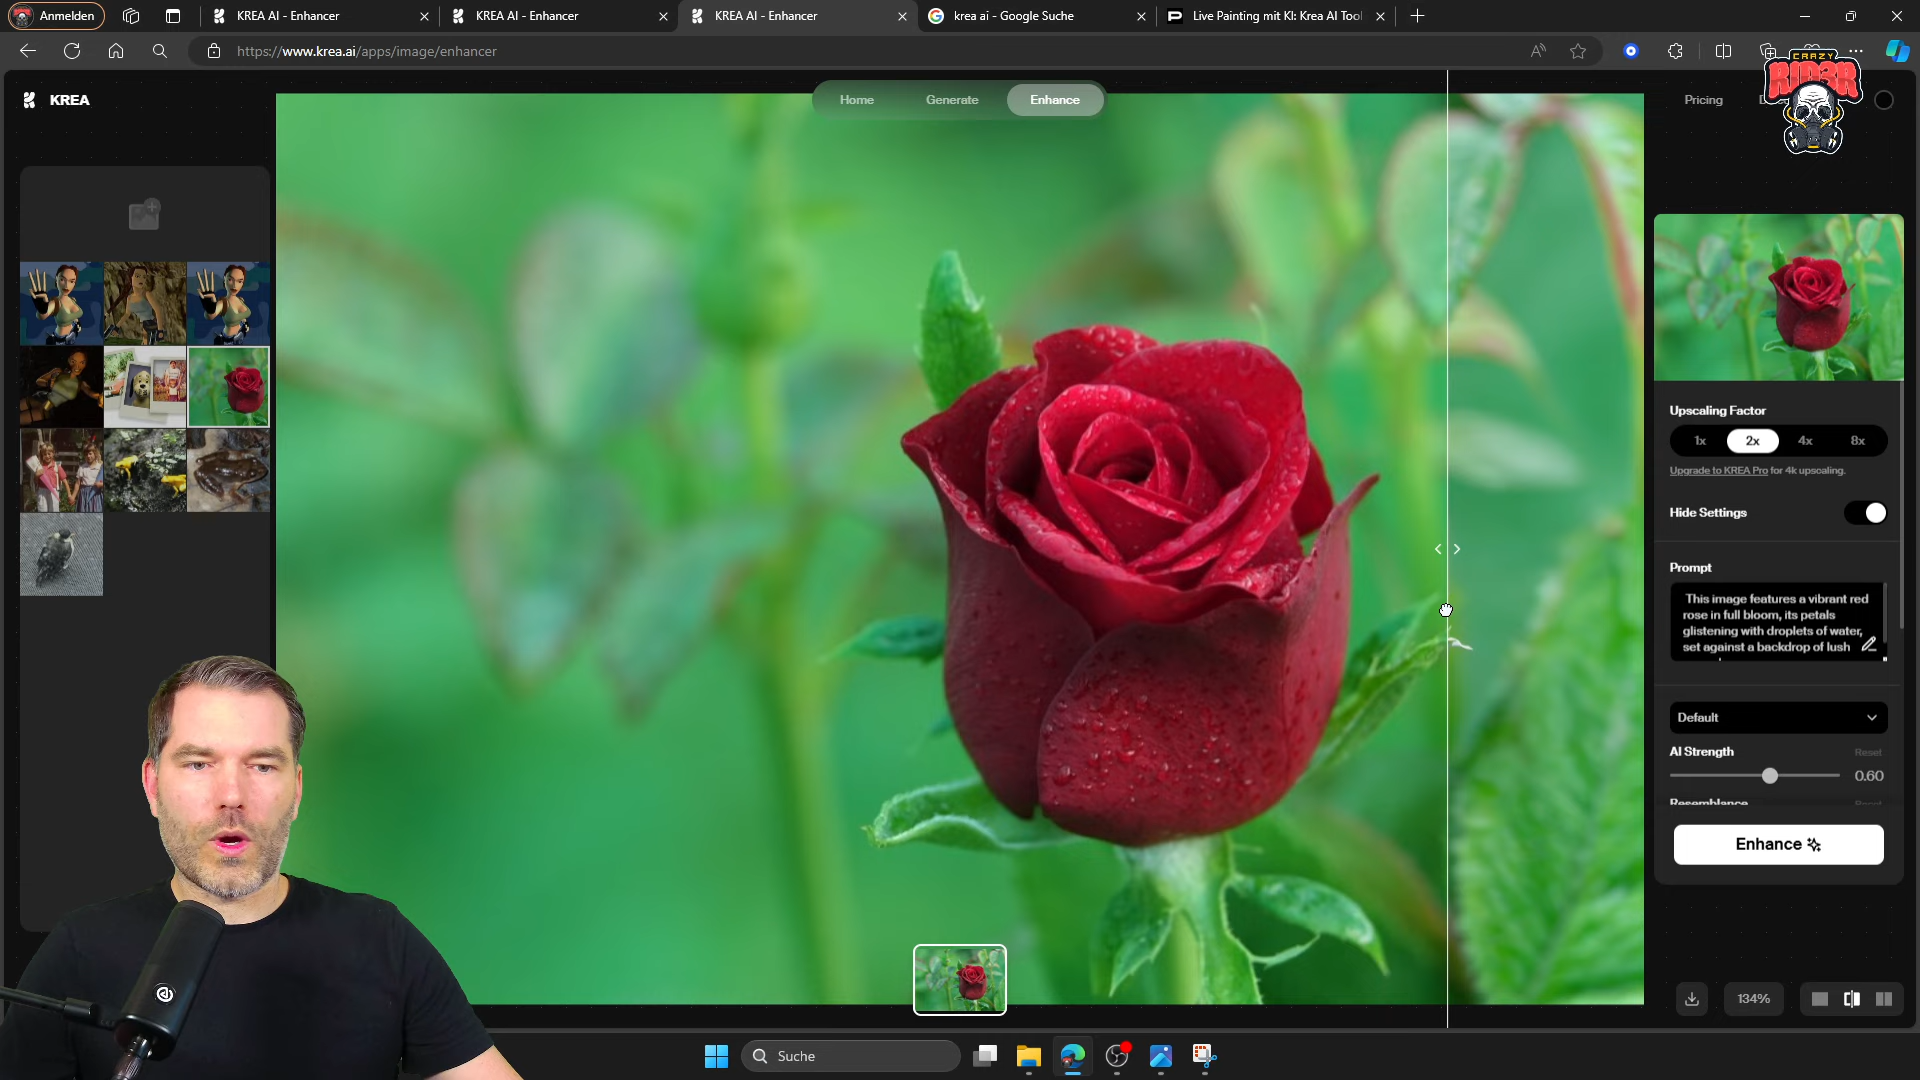 Anmelden
KREA AI - Enhancer
KREA AI - Enhancer
KREA AI - Enhancer
krea ai - Google Suche
Live Painting mit KI: Krea AI Tool
https://www.krea.ai/apps/image/enhancer
CRAZY
RID3R
KREA
Home
Generate
Enhance
Pricing
Upscaling Factor
1x
2x
4x
8x
Upgrade to KREA Pro for 4k upscaling.
Hide Settings
Prompt
This image features a vibrant red
rose in full bloom, its petals
glistening with droplets of water,
set against a backdrop of lush
Default
AI Strength
Reset
0.60
Resemblance
Reset
Enhance
134%
Suche